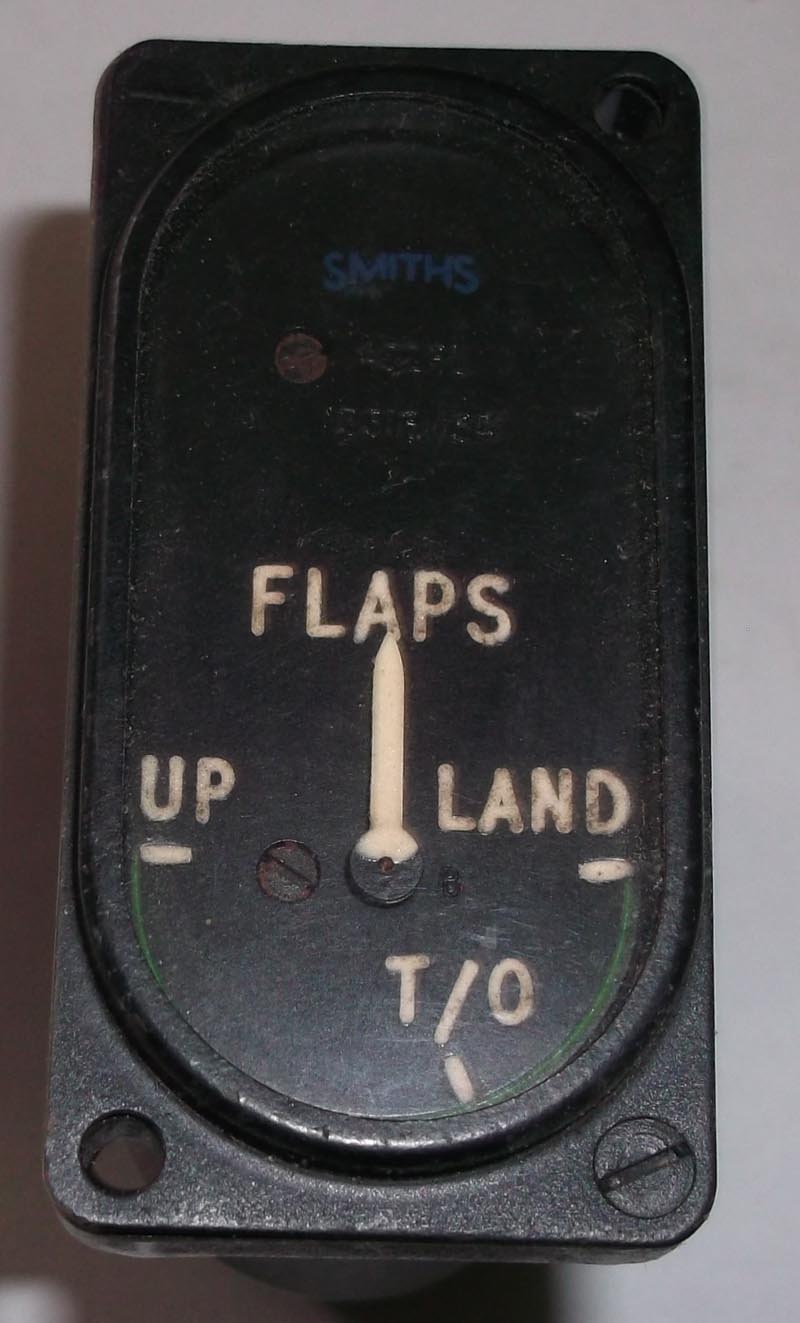 SMITHS
FLAPS
UP LAND
B
T/O